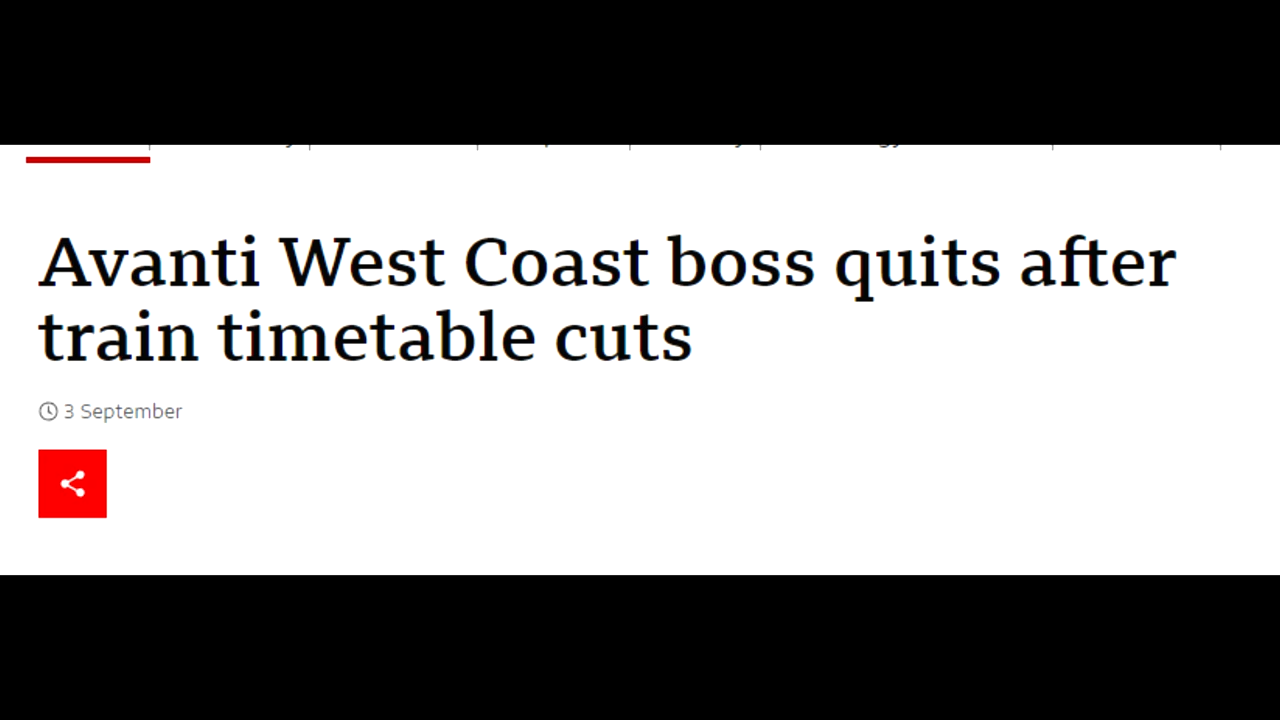 Avanti West Coast boss quits after
train timetable cuts
3 September